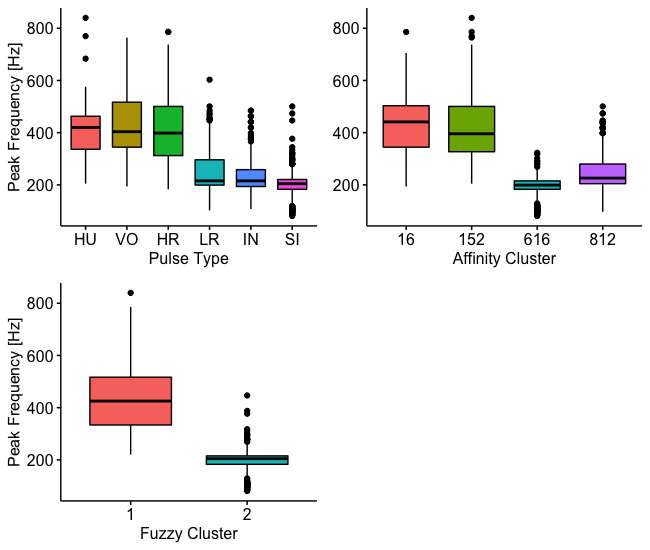 Peak Frequency [Hz]
800
600
400
200
HU VO HR LR IN SI
Pulse Type
800
600
400
200
16 152 616 812
Affinity Cluster
Peak Frequency [Hz]
800
600
400
200
1 2
Fuzzy Cluster